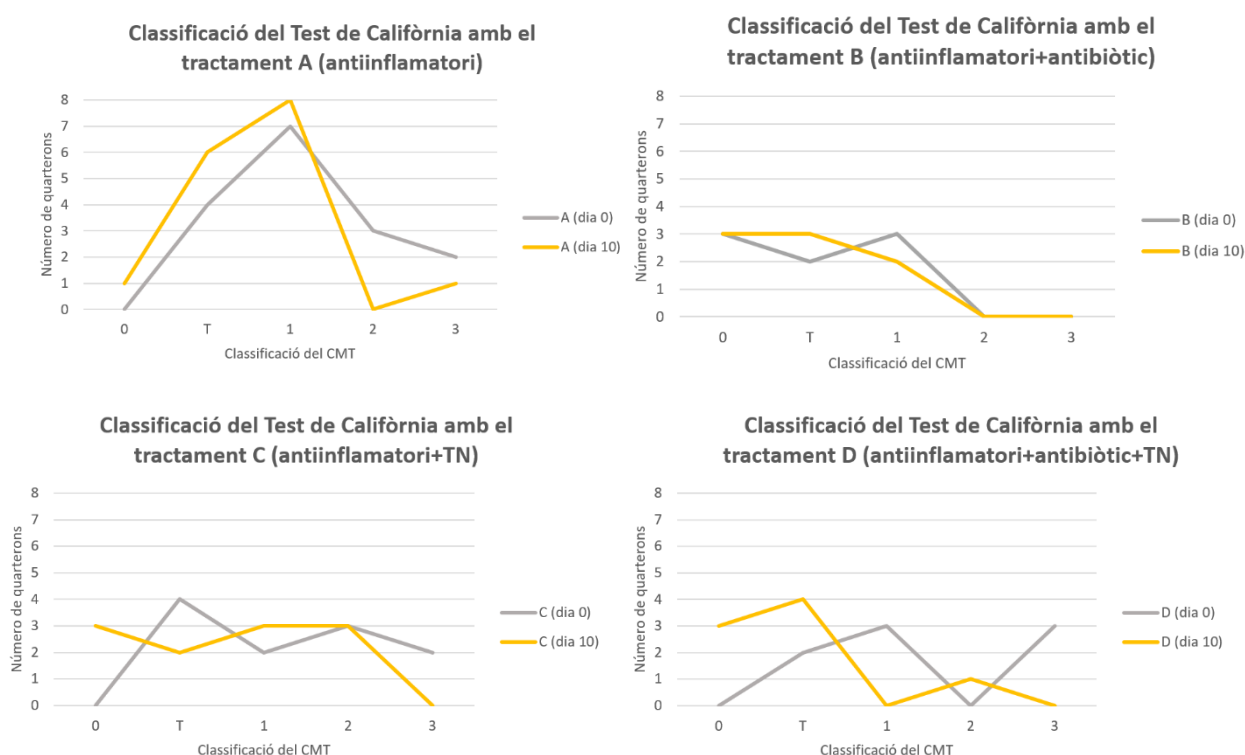 Classificació del Test de Califòrnia amb el
tractament A (antiinflamatori)
8
7
6
5
4
3
2
1
0
Número de quarterons
0 T 1 2 3
Classificació del CMT
A (dia 0)
A (dia 10)
Classificació del Test de Califòrnia amb el
tractament B (antiinflamatori+antibiòtic)
8
7
6
5
4
3
2
1
0
Número de quarterons
0 T 1 2 3
Classificació del CMT
B (dia 0)
B (dia 10)
Classificació del Test de Califòrnia amb el
tractament C (antiinflamatori+TN)
8
7
6
5
4
3
2
1
0
Número de quarterons
0 T 1 2 3
Classificació del CMT
C (dia 0)
C (dia 10)
Classificació del Test de Califòrnia amb el
tractament D (antiinflamatori+antibiòtic+TN)
8
7
6
5
4
3
2
1
0
Número de quarterons
0 T 1 2 3
Classificació del CMT
D (dia 0)
D (dia 10)